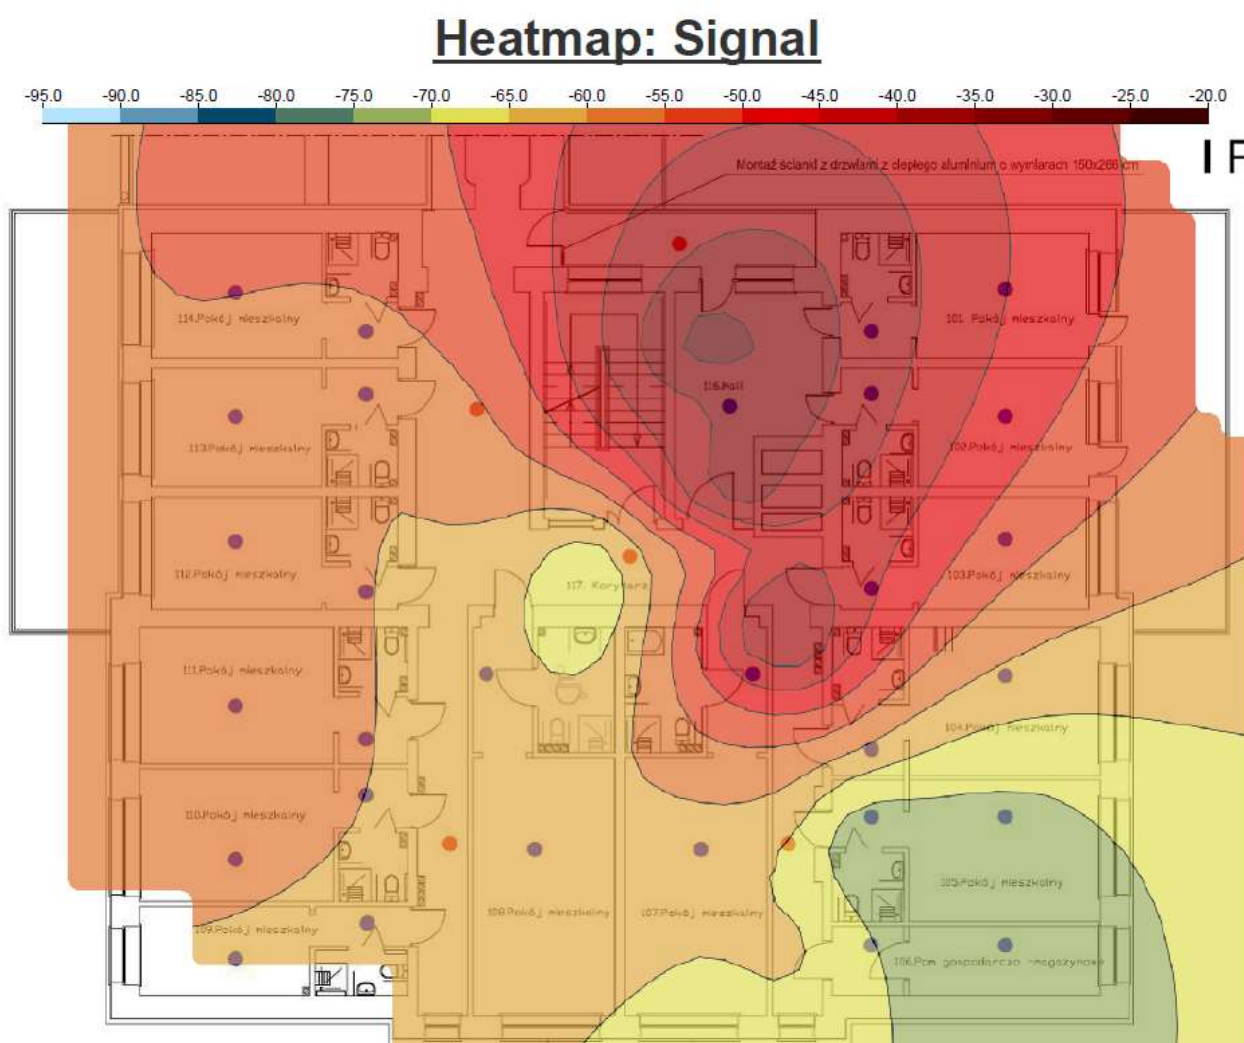 Heatmap: Signal
-95.0 -90.0 -85.0 -80.0 -75.0 -70.0 -65.0 -60.0 -55.0 -50.0 -45.0 -40.0 -35.0 -30.0 -25.0 -20.0
Montaż ścianki z drzwiami z ciepłego aluminium o wymiarach 150x266 cm
I F
114.Pokój mieszkalny
101. Pokój mieszkalny
116.Hall
113.Pokój mieszkalny
102.Pokój mieszkalny
112.Pokój mieszkalny
117. Korytarz
103.Pokój mieszkalny
111.Pokój mieszkalny
104.Pokój mieszkalny
110.Pokój mieszkalny
105.Pokój mieszkalny
108.Pokój mieszkalny
107.Pokój mieszkalny
109.Pokój mieszkalny
106.Pom. gospodarcze -magazynowe